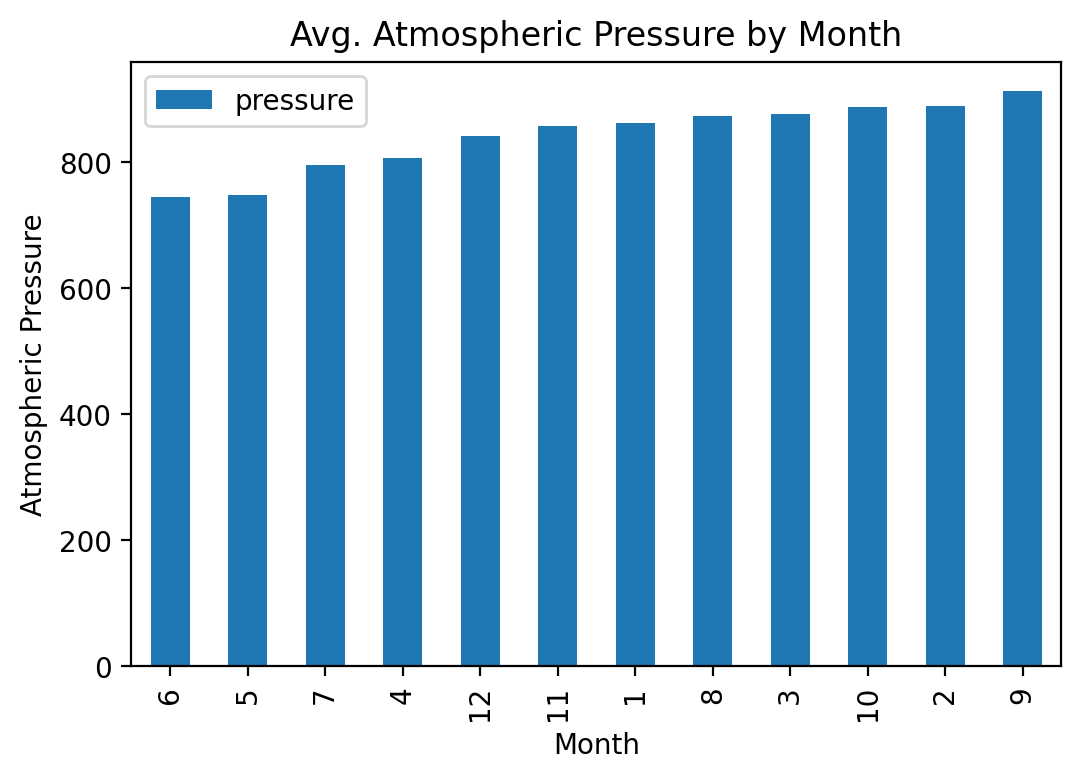 Avg. Atmospheric Pressure by Month
pressure
Atmospheric Pressure
800
600
400
200
0
6 5 7 4 12 11 1 8 3 10 2 9
Month